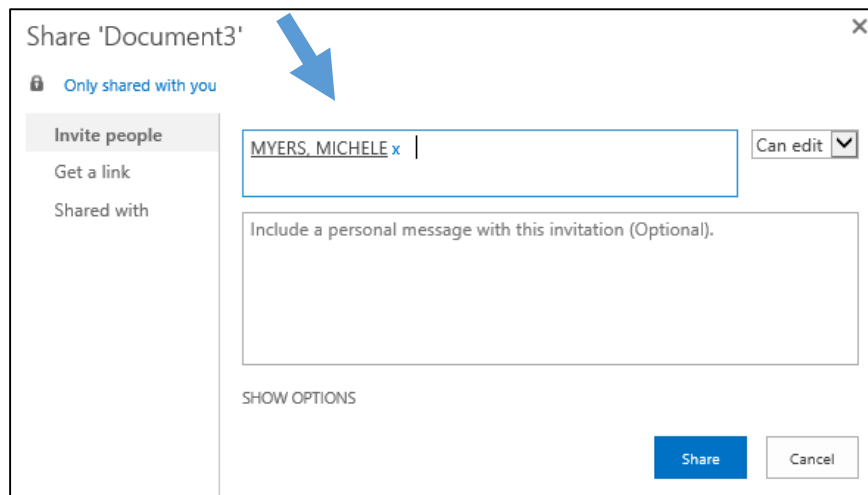 Share 'Document3'
Only shared with you
Invite people
Get a link
Shared with
MYERS, MICHELE x
Can edit
Include a personal message with this invitation (Optional).
SHOW OPTIONS
Share
Cancel